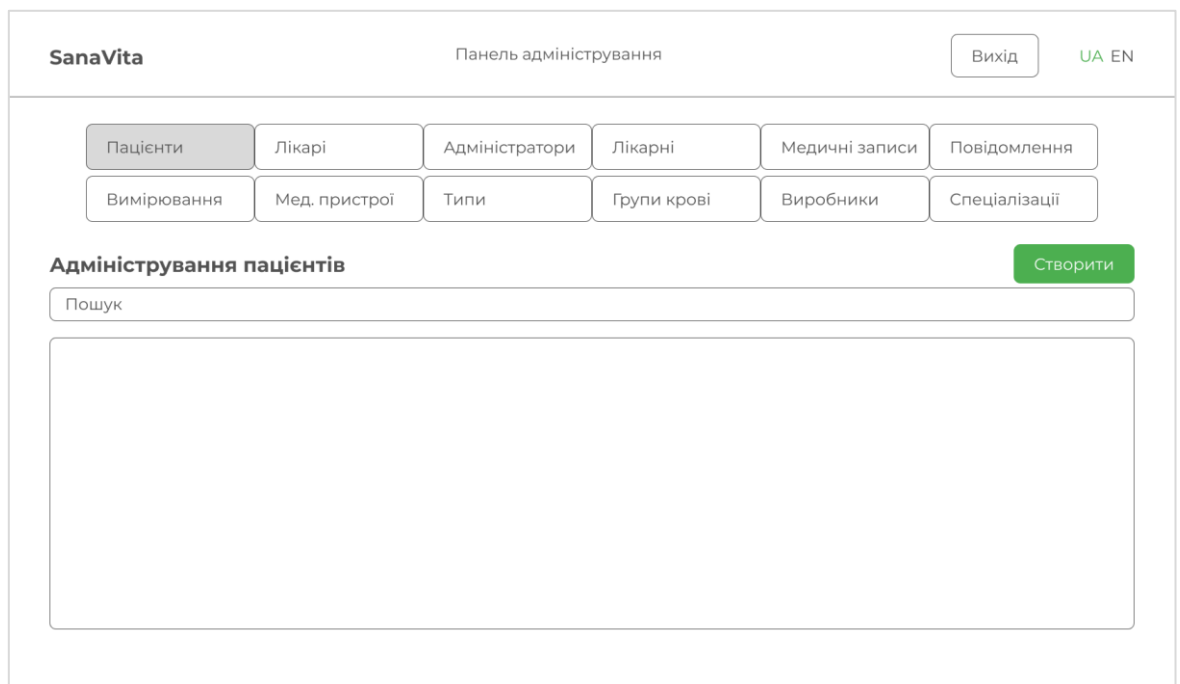 SanaVita Панель адміністрування Вихід UA EN
Пацієнти Лікарі Адміністратори Лікарні Медичні записи Повідомлення
Вимірювання Мед. пристрої Типи Групи крові Виробники Спеціалізації
Адміністрування пацієнтів Створити
Пошук